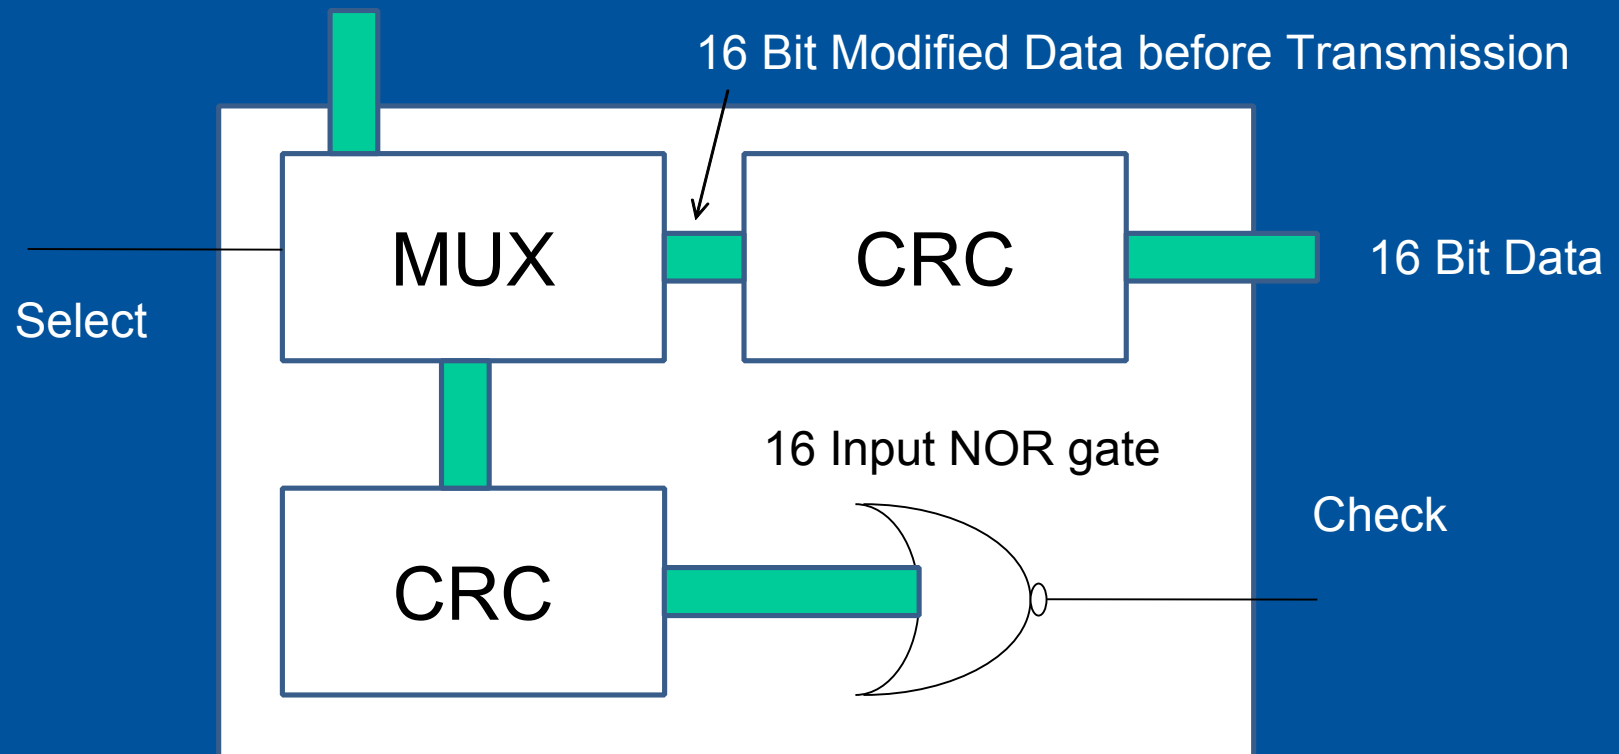 16 Bit Modified Data before Transmission
MUX
CRC
16 Bit Data
Select
16 Input NOR gate
Check
CRC